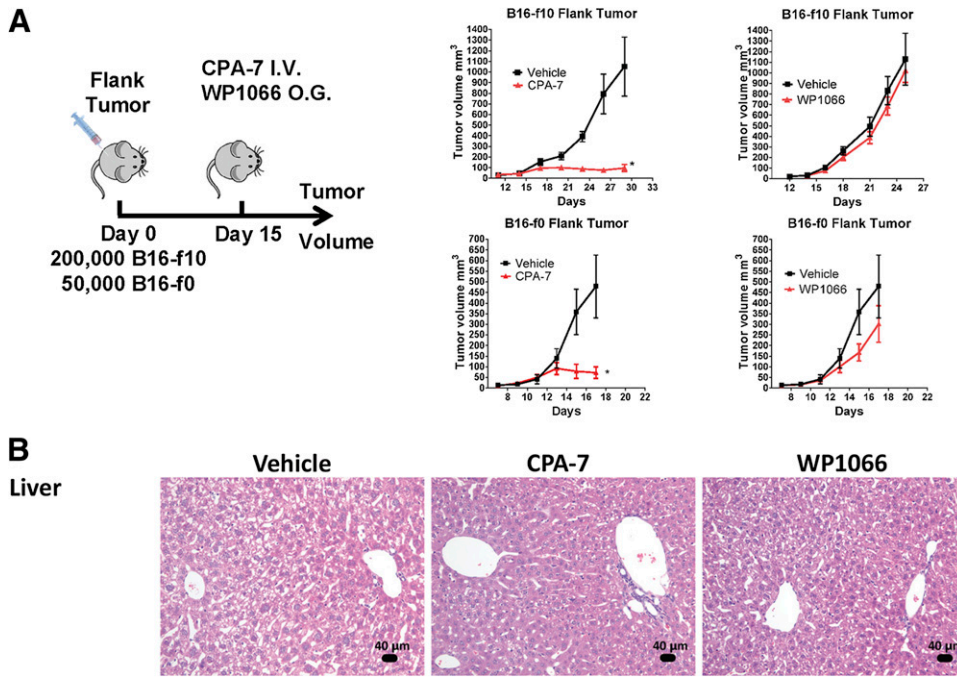 A
Flank
Tumor
CPA-7 I.V.
WP1066 O.G.
Tumor
Volume
Day 0
Day 15
200,000 B16-f10
50,000 B16-f0
B16-f10 Flank Tumor
Tumor volume mm³
1400
1300
1200
1100
1000
900
800
700
600
500
400
300
200
100
0
Vehicle
CPA-7
*
12 15 18 21 24 27 30 33
Days
B16-f10 Flank Tumor
Tumor volume mm³
1400
1300
1200
1100
1000
900
800
700
600
500
400
300
200
100
0
Vehicle
WP1066
12 15 18 21 24 27
Days
B16-f0 Flank Tumor
Tumor volume mm³
700
650
600
550
500
450
400
350
300
250
200
150
100
50
0
Vehicle
CPA-7
*
8 10 12 14 16 18 20 22
Days
B16-f0 Flank Tumor
Tumor volume mm³
700
650
600
550
500
450
400
350
300
250
200
150
100
50
0
Vehicle
WP1066
8 10 12 14 16 18 20 22
Days
B
Liver
Vehicle
CPA-7
WP1066
40 µm
40 µm
40 µm